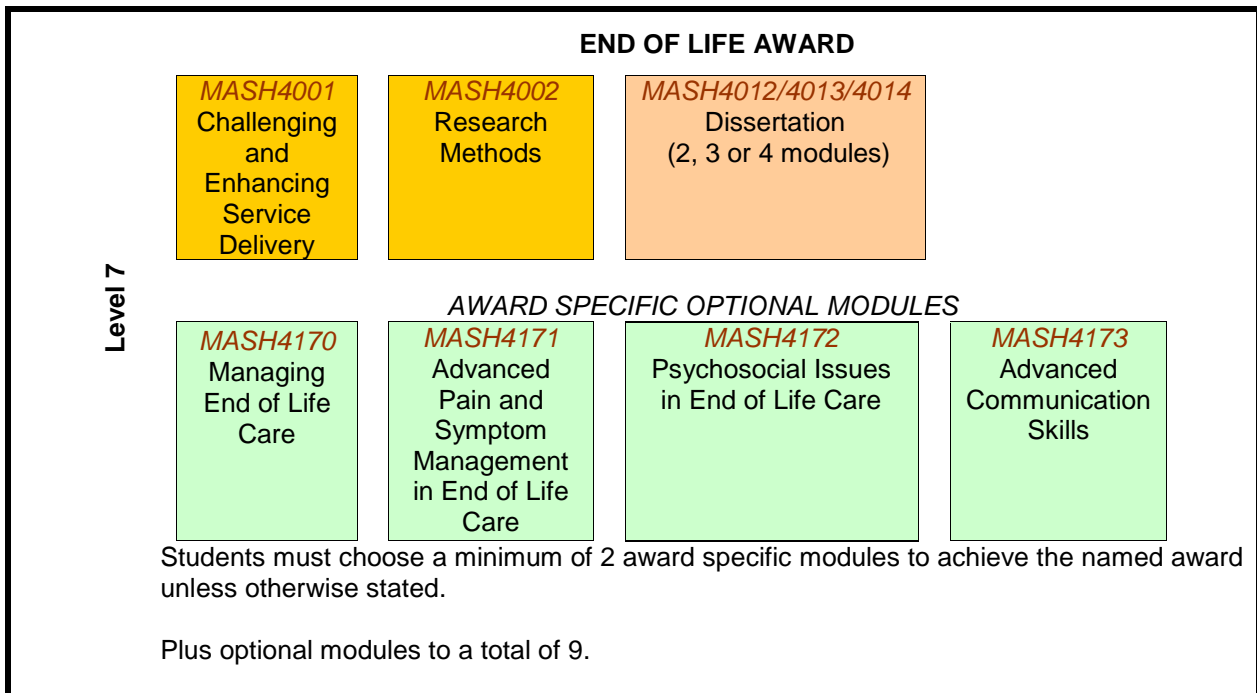 END OF LIFE AWARD
MASH4001
Challenging
and
Enhancing
Service
Delivery
MASH4002
Research
Methods
MASH4012/4013/4014
Dissertation
(2, 3 or 4 modules)
Level 7
AWARD SPECIFIC OPTIONAL MODULES
MASH4170
Managing
End of Life
Care
MASH4171
Advanced
Pain and
Symptom
Management
in End of Life
Care
MASH4172
Psychosocial Issues
in End of Life Care
MASH4173
Advanced
Communication
Skills
Students must choose a minimum of 2 award specific modules to achieve the named award
unless otherwise stated.
Plus optional modules to a total of 9.